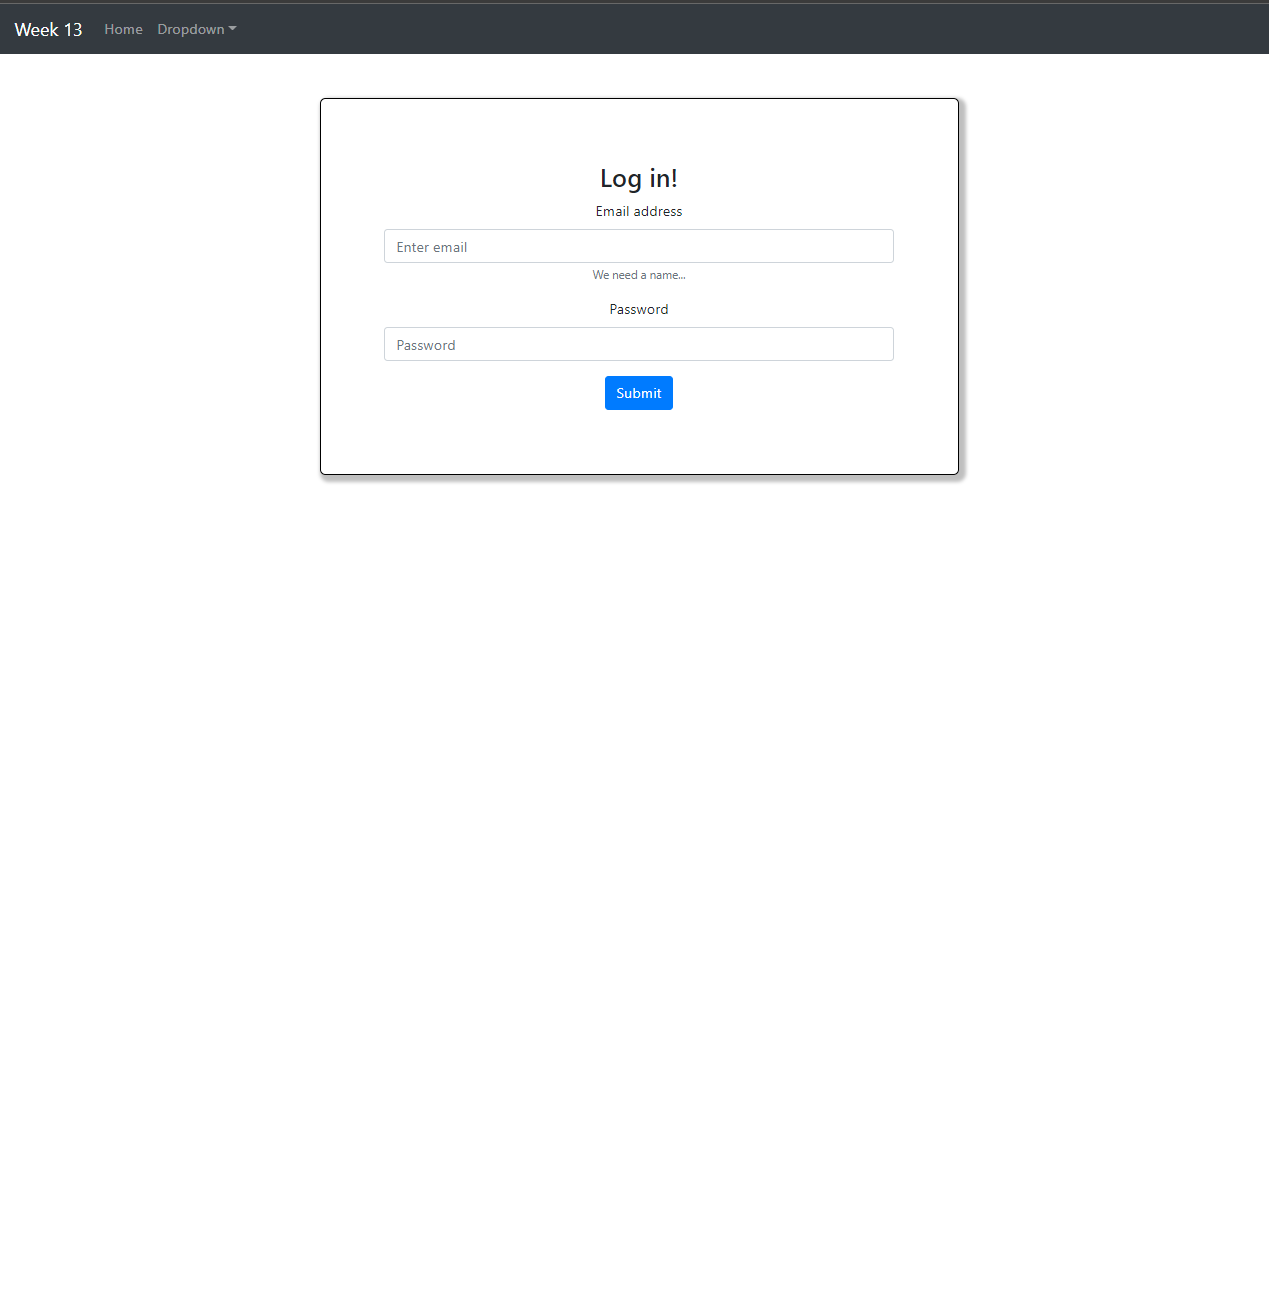 Week 13 Home Dropdown
Log in!
Email address
Enter email
We need a name...
Password
Password
Submit